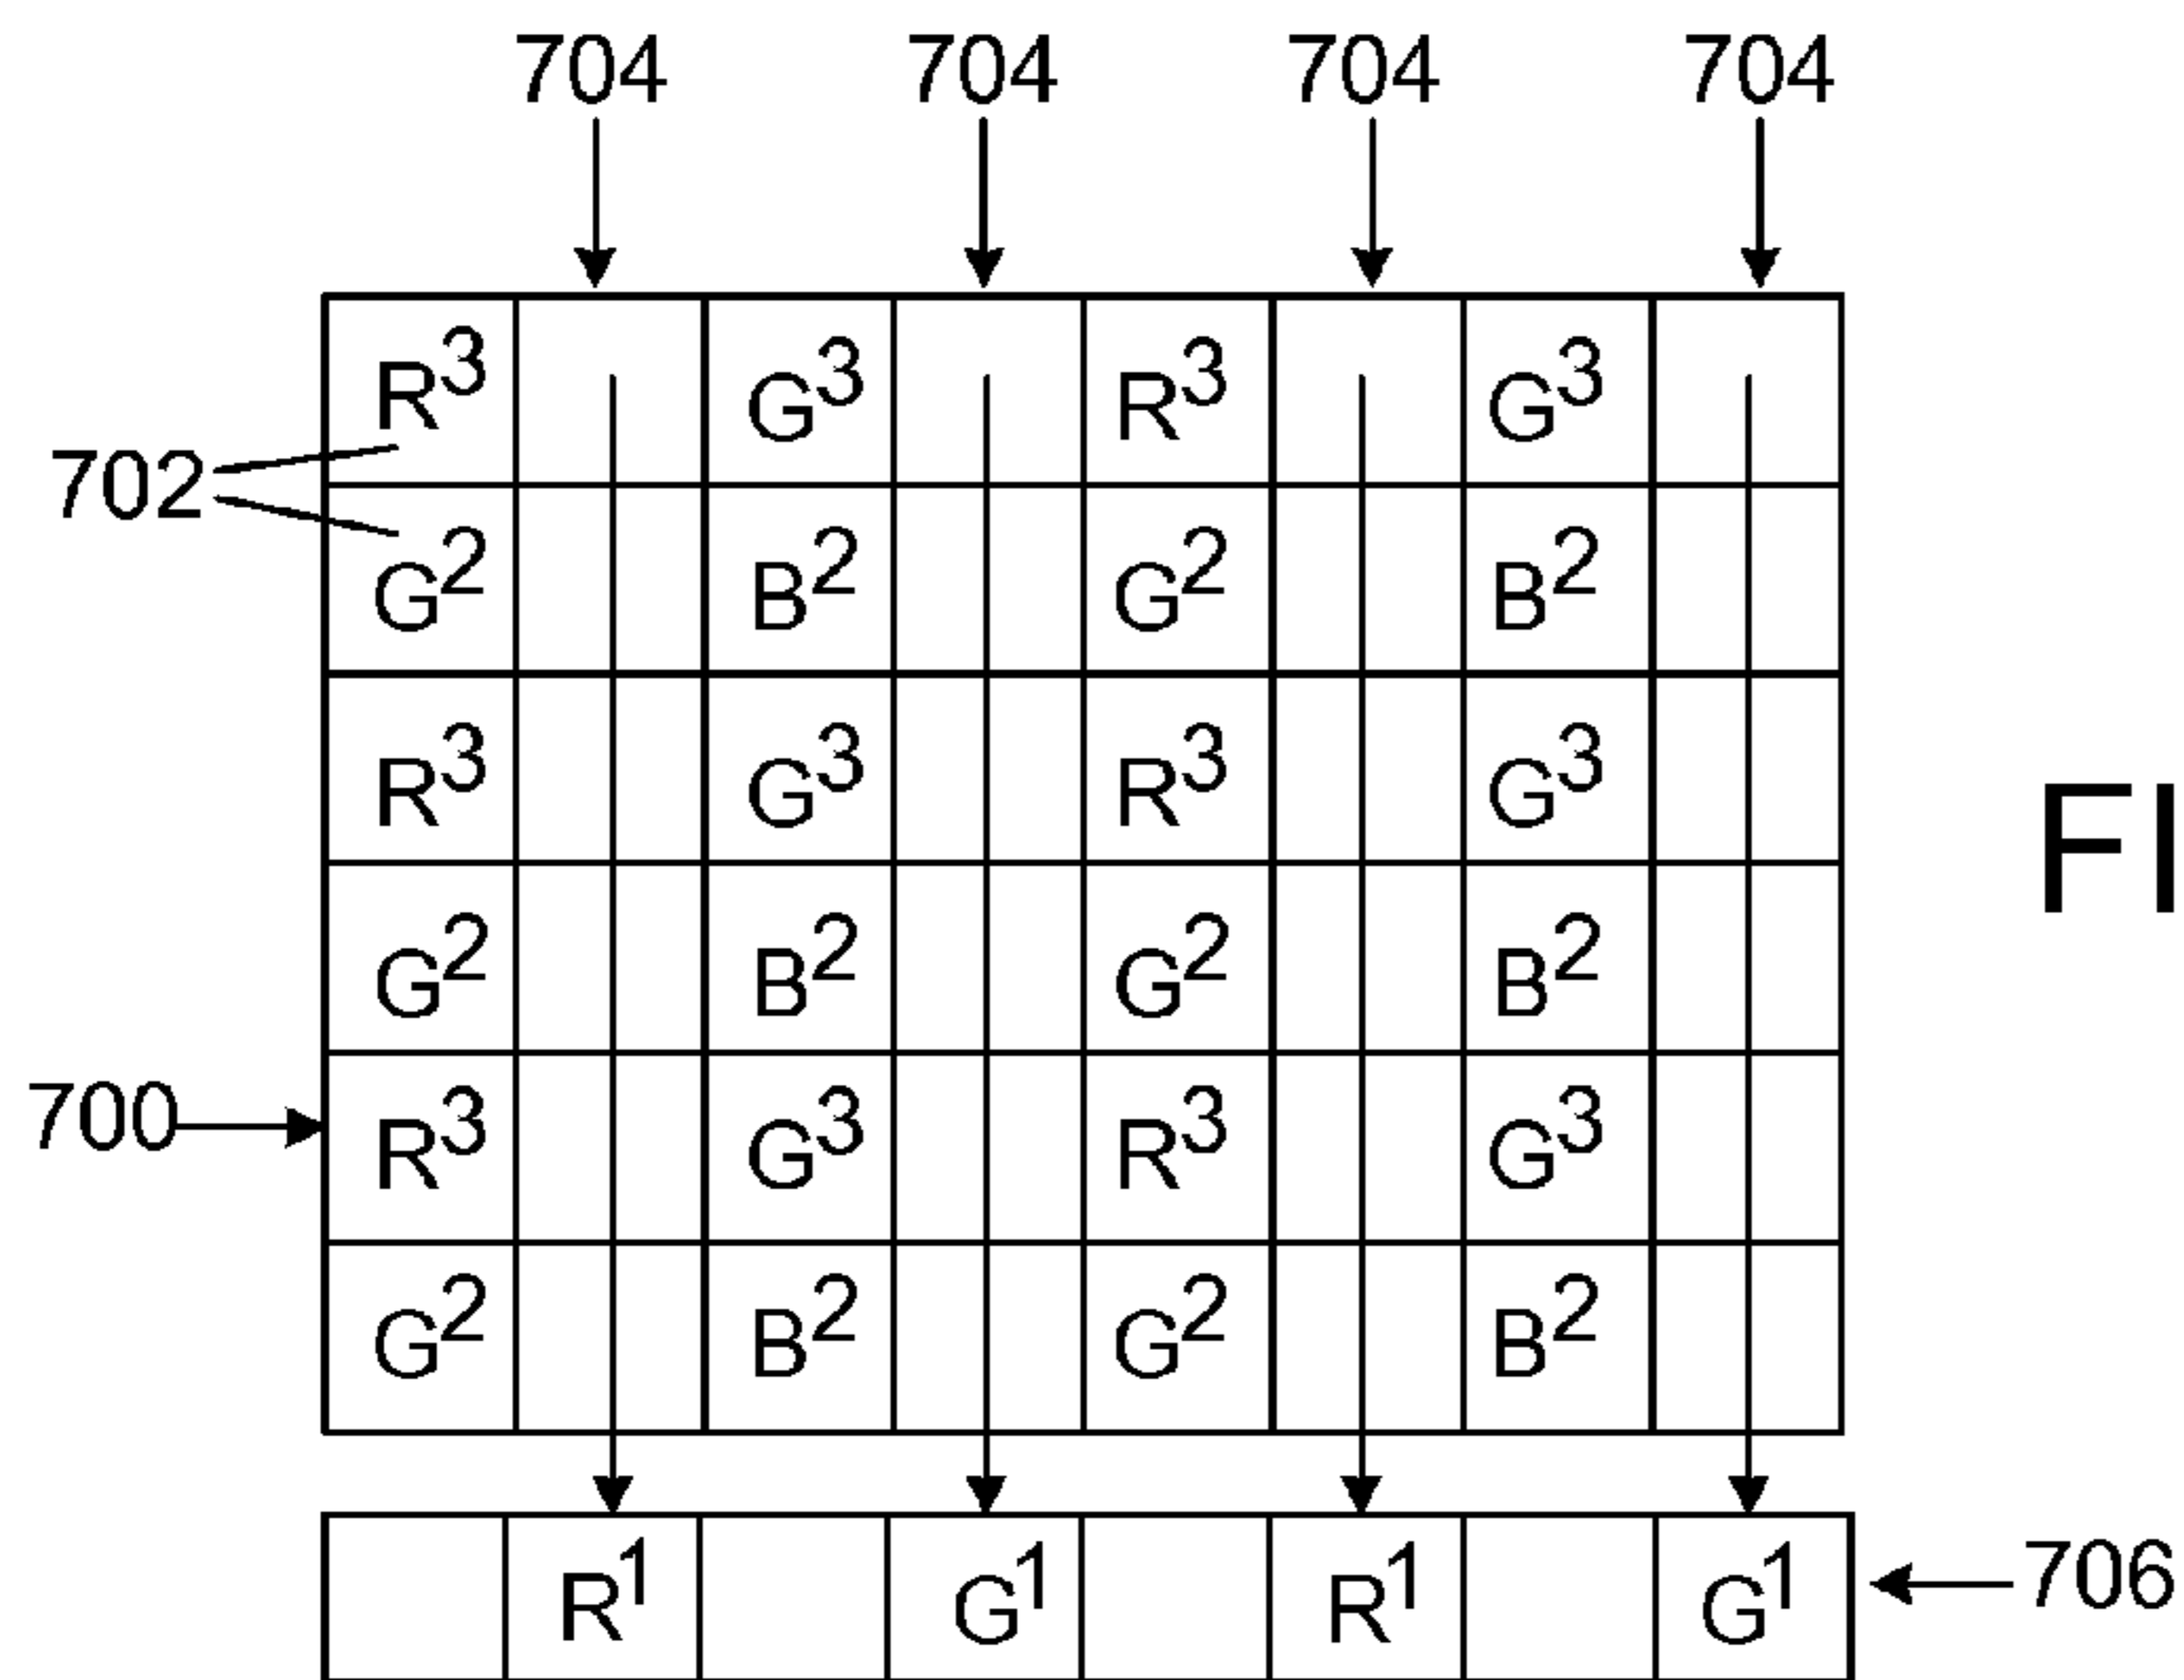 704 704 704 704
R³ G³ R³ G³
702
G² B² G² B²
R³ G³ R³ G³
FI
G² B² G² B²
700 R³ G³ R³ G³
G² B² G² B²
R¹ G¹ R¹ G¹ 706